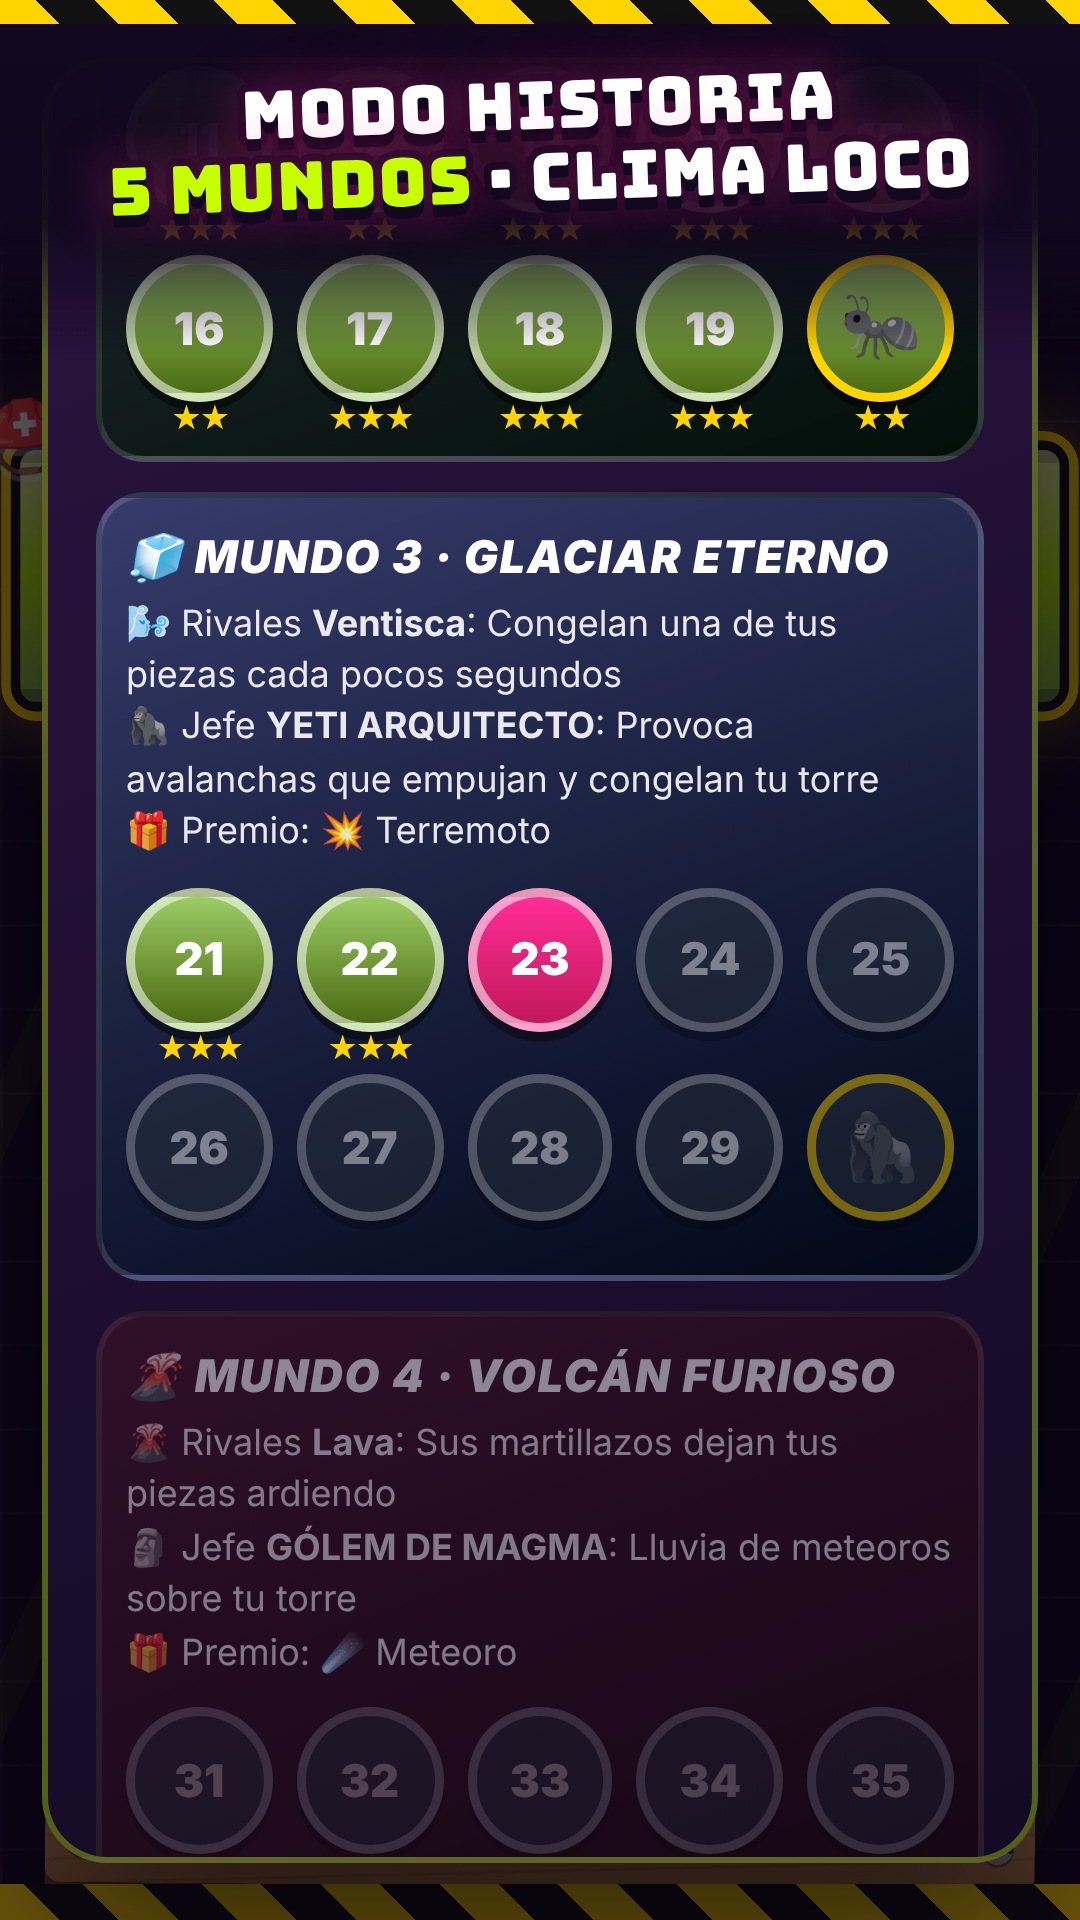 MODO HISTORIA
5 MUNDOS · CLIMA LOCO
16 17 18 19
MUNDO 3 · GLACIAR ETERNO
Rivales Ventisca: Congelan una de tus
piezas cada pocos segundos
Jefe YETI ARQUITECTO: Provoca
avalanchas que empujan y congelan tu torre
Premio: Terremoto
21 22 23 24 25
26 27 28 29
MUNDO 4 · VOLCÁN FURIOSO
Rivales Lava: Sus martillazos dejan tus
piezas ardiendo
Jefe GÓLEM DE MAGMA: Lluvia de meteoros
sobre tu torre
Premio: Meteoro
31 32 33 34 35